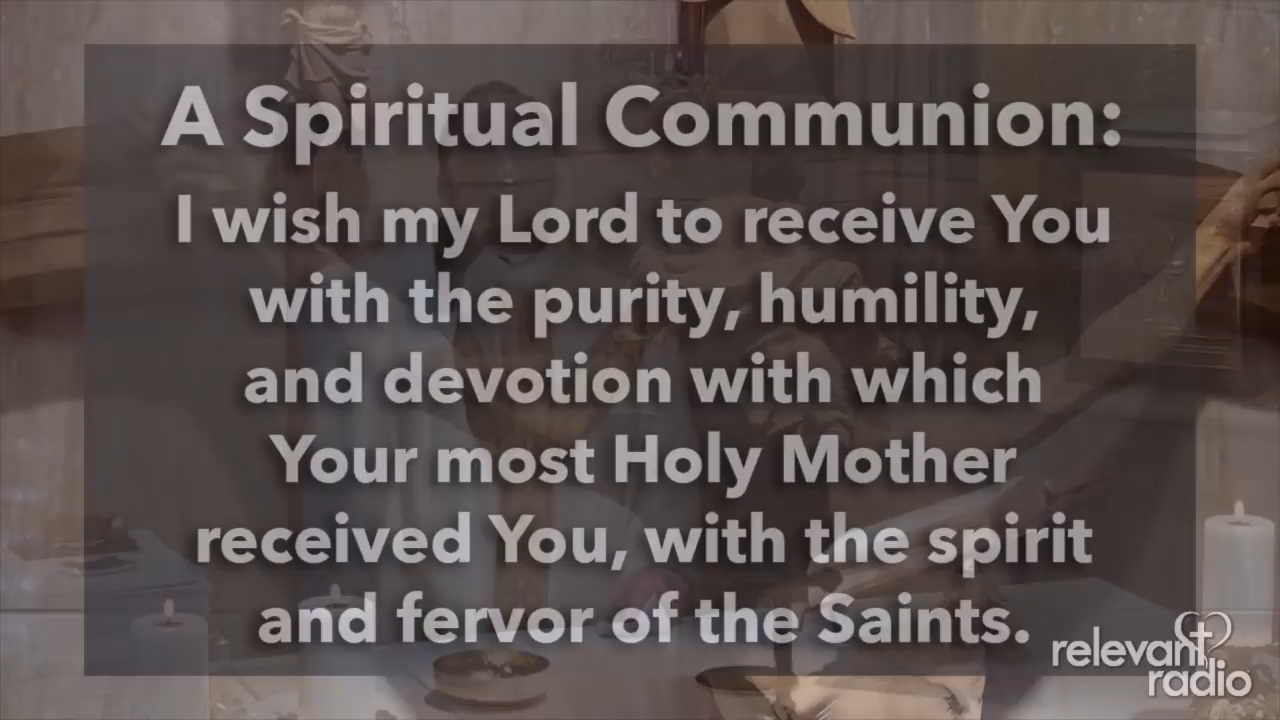 A Spiritual Communion:
I wish my Lord to receive You
with the purity, humility,
and devotion with which
Your most Holy Mother
received You, with the spirit
and fervor of the Saints.
relevant
radio